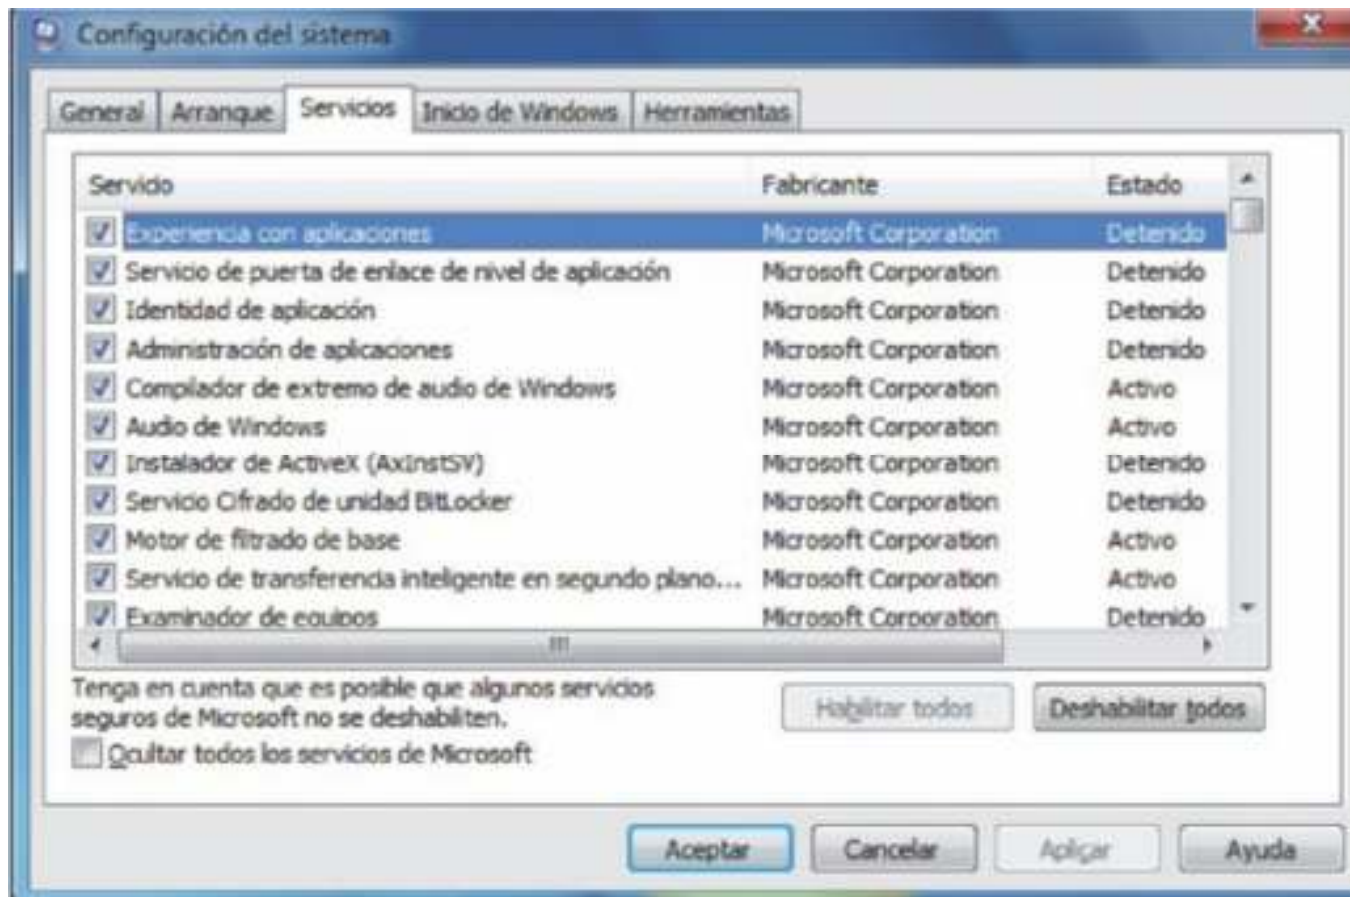 Configuración del sistema
General Arranque Servicios Inicio de Windows Herramientas
Servicio Fabricante Estado
Experiencia con aplicaciones Microsoft Corporation Detenido
Servicio de puerta de enlace de nivel de aplicación Microsoft Corporation Detenido
Identidad de aplicación Microsoft Corporation Detenido
Administración de aplicaciones Microsoft Corporation Detenido
Compilador de extremo de audio de Windows Microsoft Corporation Activo
Audio de Windows Microsoft Corporation Activo
Instalador de ActiveX (AxInstSV) Microsoft Corporation Detenido
Servicio Cifrado de unidad BitLocker Microsoft Corporation Detenido
Motor de filtrado de base Microsoft Corporation Activo
Servicio de transferencia inteligente en segundo plano... Microsoft Corporation Activo
Examinador de equipos Microsoft Corporation Detenido
Tenga en cuenta que es posible que algunos servicios
seguros de Microsoft no se deshabiliten.
Habilitar todos Deshabilitar todos
Ocultar todos los servicios de Microsoft
Aceptar Cancelar Aplicar Ayuda